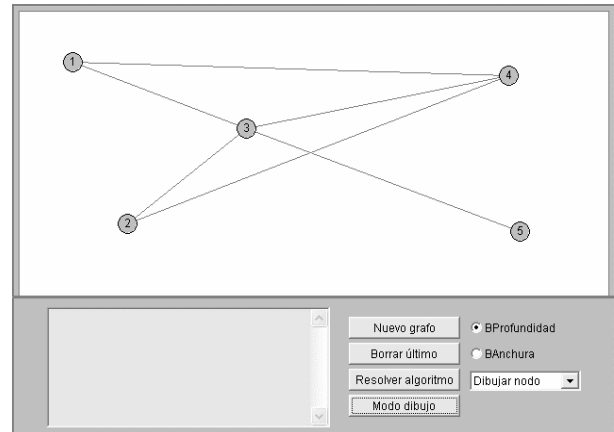 1
4
3
2
5
Nuevo grafo
BProfundidad
Borrar último
BAnchura
Resolver algoritmo
Dibujar nodo
Modo dibujo